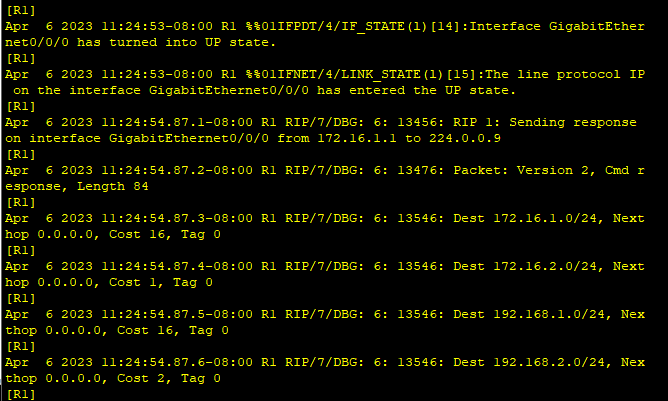 [R1]
Apr  6 2023 11:24:53-08:00 R1 %%01IFPDT/4/IF_STATE(l)[14]:Interface GigabitEther
net0/0/0 has turned into UP state.
[R1]
Apr  6 2023 11:24:53-08:00 R1 %%01IFNET/4/LINK_STATE(l)[15]:The line protocol IP
 on the interface GigabitEthernet0/0/0 has entered the UP state.
[R1]
Apr  6 2023 11:24:54.87.1-08:00 R1 RIP/7/DBG: 6: 13456: RIP 1: Sending response
on interface GigabitEthernet0/0/0 from 172.16.1.1 to 224.0.0.9
[R1]
Apr  6 2023 11:24:54.87.2-08:00 R1 RIP/7/DBG: 6: 13476: Packet: Version 2, Cmd r
esponse, Length 84
[R1]
Apr  6 2023 11:24:54.87.3-08:00 R1 RIP/7/DBG: 6: 13546: Dest 172.16.1.0/24, Next
hop 0.0.0.0, Cost 16, Tag 0
[R1]
Apr  6 2023 11:24:54.87.4-08:00 R1 RIP/7/DBG: 6: 13546: Dest 172.16.2.0/24, Next
hop 0.0.0.0, Cost 1, Tag 0
[R1]
Apr  6 2023 11:24:54.87.5-08:00 R1 RIP/7/DBG: 6: 13546: Dest 192.168.1.0/24, Nex
thop 0.0.0.0, Cost 16, Tag 0
[R1]
Apr  6 2023 11:24:54.87.6-08:00 R1 RIP/7/DBG: 6: 13546: Dest 192.168.2.0/24, Nex
thop 0.0.0.0, Cost 2, Tag 0
[R1]